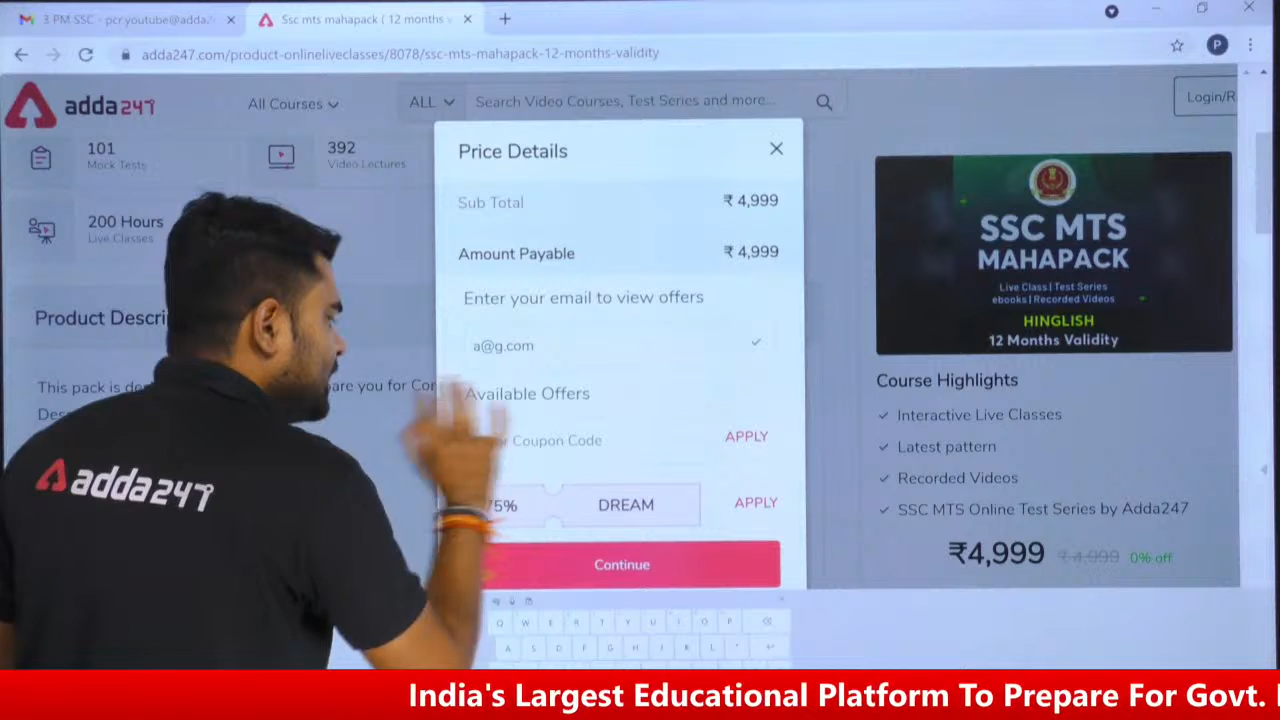 3 PM SSC - pcr.youtube@adda2
Ssc mts mahapack ( 12 months v
adda247.com/product-onlineliveclasses/8078/ssc-mts-mahapack-12-months-validity
P
adda247
All Courses
ALL
Search Video Courses, Test Series and more...
Login/R
101
Mock Tests
392
Video Lectures
200 Hours
Live Classes
Product Descri
This pack is de
are you for Con
Des
Price Details
Sub Total
₹ 4,999
Amount Payable
₹ 4,999
Enter your email to view offers
a@g.com
Available Offers
Coupon Code
APPLY
75%
DREAM
APPLY
Continue
SSC MTS
MAHAPACK
Live Class | Test Series
ebooks | Recorded Videos
HINGLISH
12 Months Validity
Course Highlights
Interactive Live Classes
Latest pattern
Recorded Videos
SSC MTS Online Test Series by Adda247
₹4,999 ₹ 4,999 0% off
adda247
Q W E R T Y U I O P
A S D F G H J K L
India's Largest Educational Platform To Prepare For Govt.